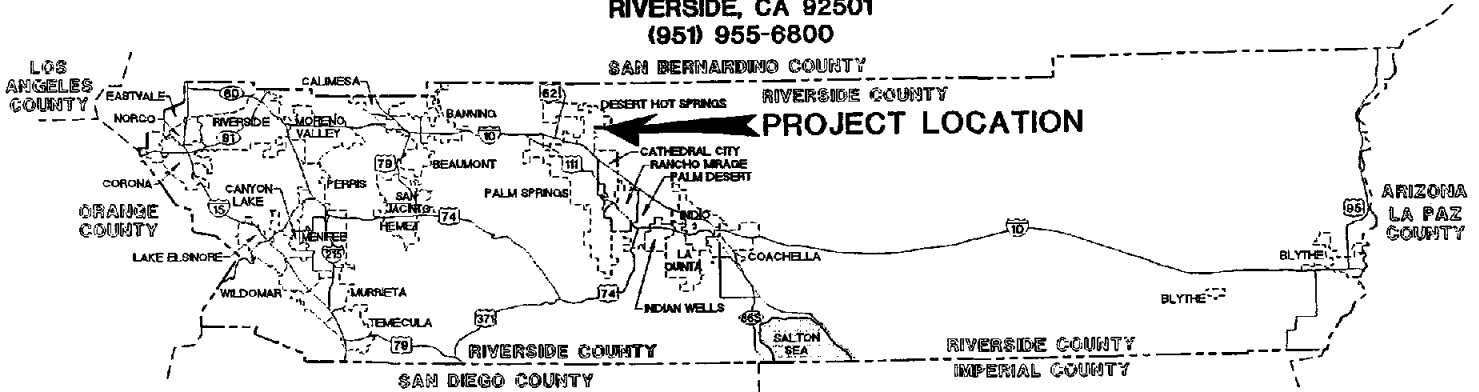 RIVERSIDE, CA 92501
(951) 955-6800
LOS
ANGELES
COUNTY
SAN BERNARDINO COUNTY
RIVERSIDE COUNTY
CALIMESA
EASTVALE
60
62
DESERT HOT SPRINGS
NORCO
RIVERSIDE
MORENO
VALLEY
BANNING
10
PROJECT LOCATION
91
79
BEAUMONT
111
CATHEDRAL CITY
RANCHO MIRAGE
PALM DESERT
CORONA
CANYON
LAKE
PERRIS
SAN
JACINTO
PALM SPRINGS
ORANGE
COUNTY
15
HEMET
74
INDIO
10
95
ARIZONA
LA PAZ
COUNTY
MENIFEE
215
LAKE ELSINORE
LA
QUINTA
COACHELLA
BLYTHE
WILDOMAR
MURRIETA
74
INDIAN WELLS
BLYTHE
TEMECULA
371
86S
79
SALTON
SEA
RIVERSIDE COUNTY
RIVERSIDE COUNTY
SAN DIEGO COUNTY
IMPERIAL COUNTY